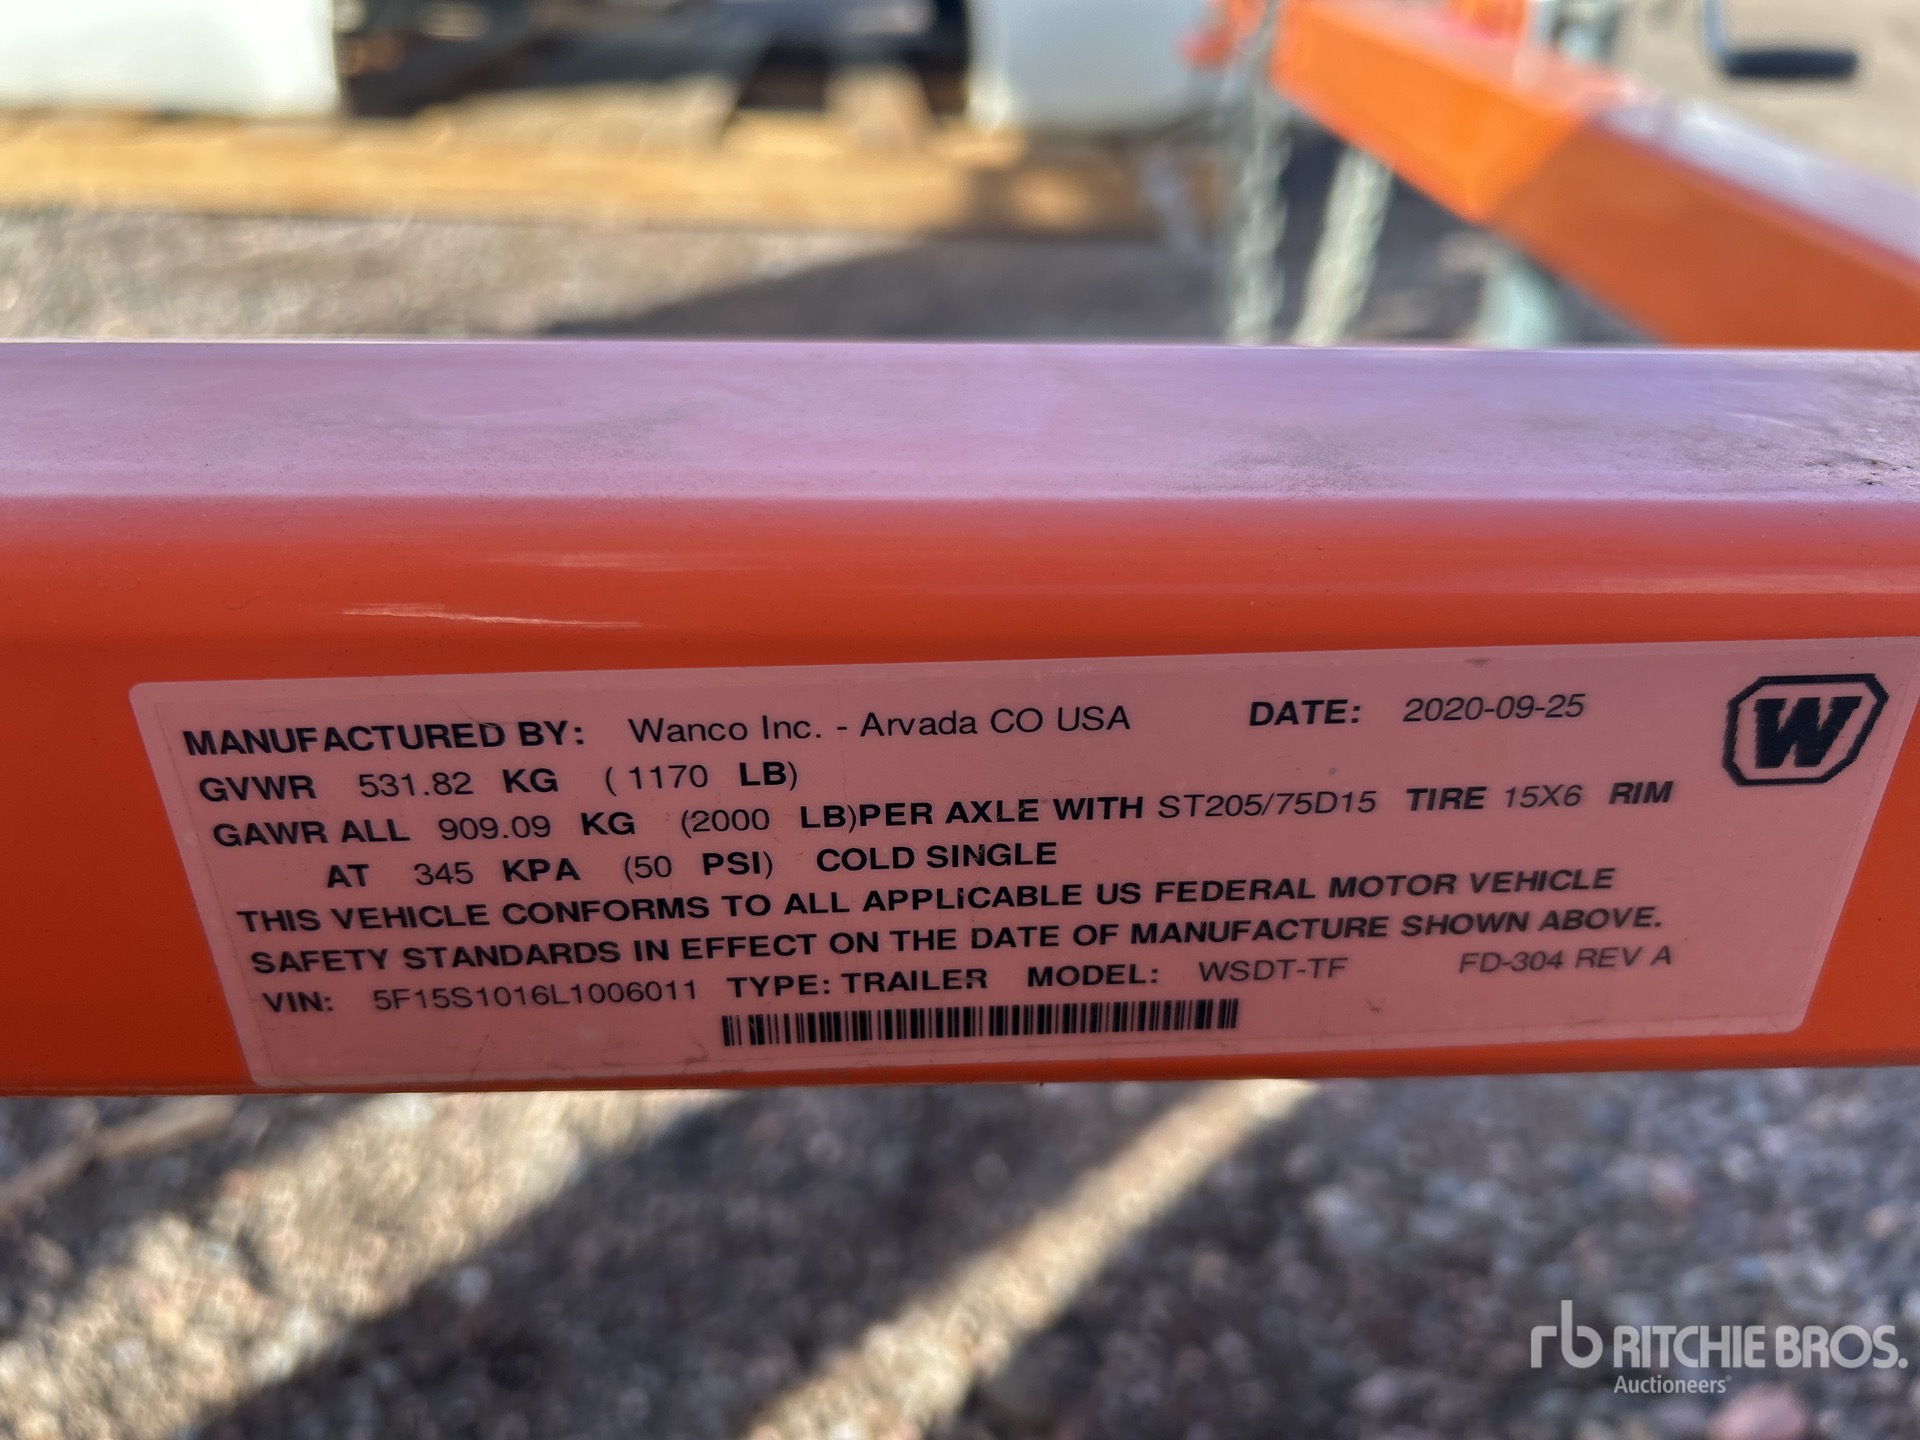 MANUFACTURED BY: Wanco Inc. - Arvada CO USA DATE: 2020-09-25
W
GVWR 531.82 KG ( 1170 LB)
GAWR ALL 909.09 KG (2000 LB)PER AXLE WITH ST205/75D15 TIRE 15X6 RIM
AT 345 KPA (50 PSI) COLD SINGLE
THIS VEHICLE CONFORMS TO ALL APPLICABLE US FEDERAL MOTOR VEHICLE
SAFETY STANDARDS IN EFFECT ON THE DATE OF MANUFACTURE SHOWN ABOVE.
VIN: 5F15S1016L1006011 TYPE: TRAILER MODEL: WSDT-TF FD-304 REV A
rb RITCHIE BROS.
Auctioneers